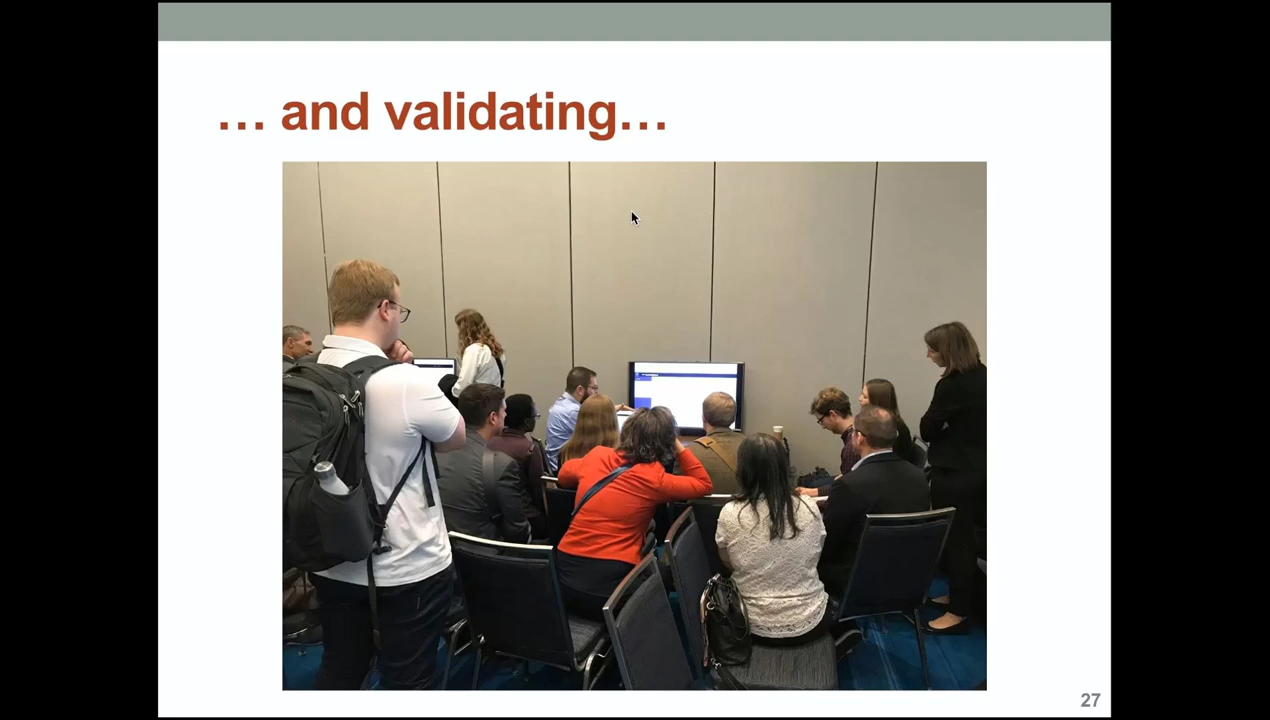 … and validating…
27